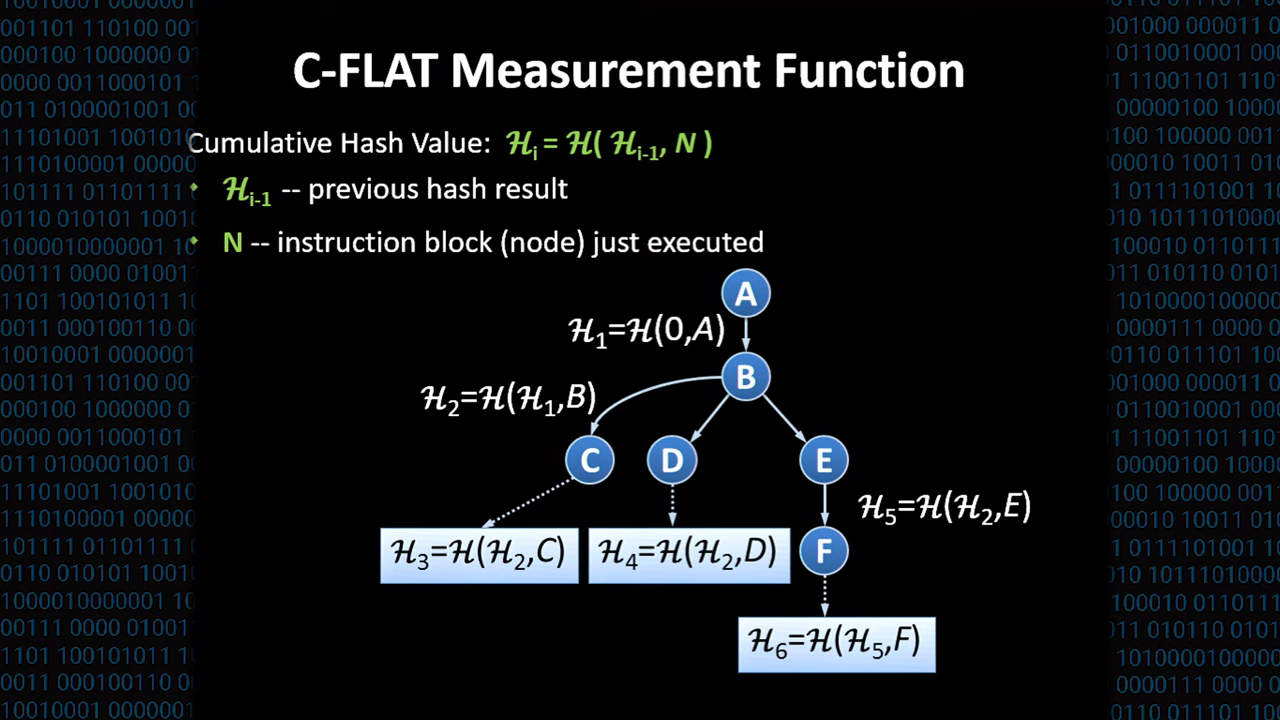 C-FLAT Measurement Function
Cumulative Hash Value: ℋi = ℋ( ℋi-1, N )
• ℋi-1 -- previous hash result
• N -- instruction block (node) just executed
A
ℋ1=ℋ(0,A)
B
ℋ2=ℋ(ℋ1,B)
C D E
ℋ5=ℋ(ℋ2,E)
ℋ3=ℋ(ℋ2,C) ℋ4=ℋ(ℋ2,D) F
ℋ6=ℋ(ℋ5,F)